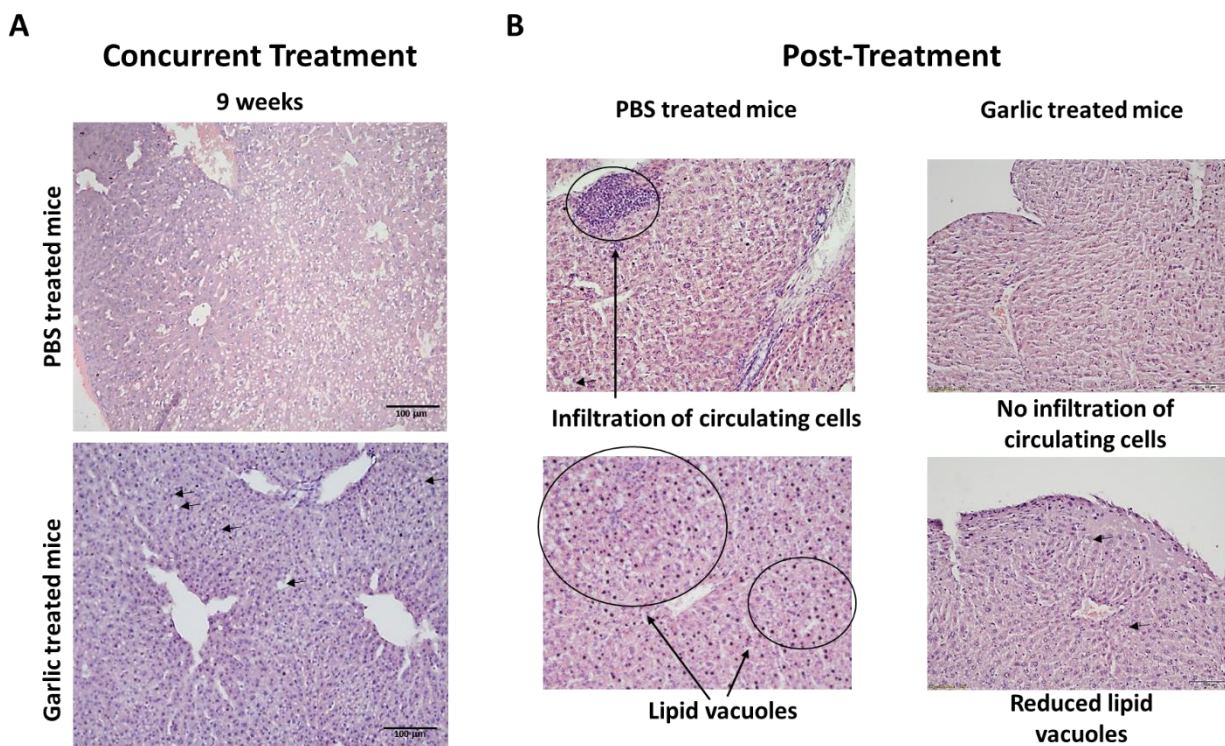 A
Concurrent Treatment
9 weeks
PBS treated mice
100 µm
Garlic treated mice
100 µm
B
Post-Treatment
PBS treated mice
Garlic treated mice
Infiltration of circulating cells
No infiltration of
circulating cells
Lipid vacuoles
Reduced lipid
vacuoles